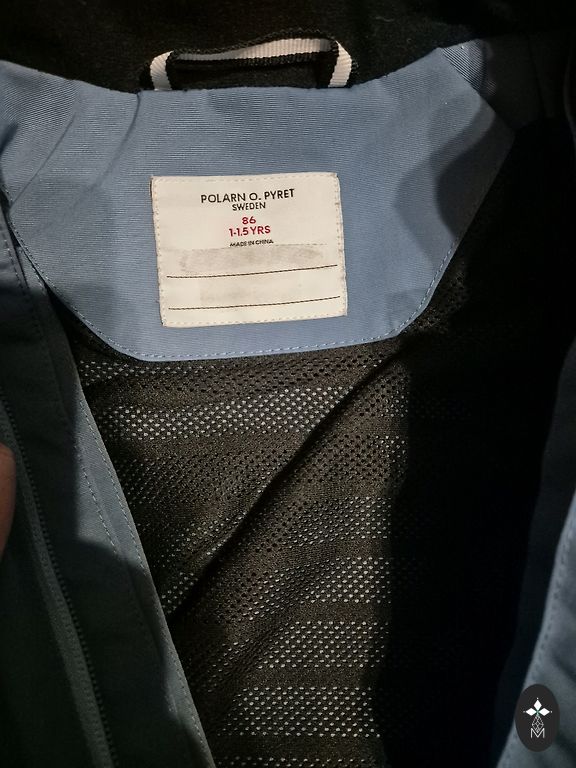 POLARN O. PYRET
SWEDEN
86
1-1.5 YRS
MADE IN CHINA
M